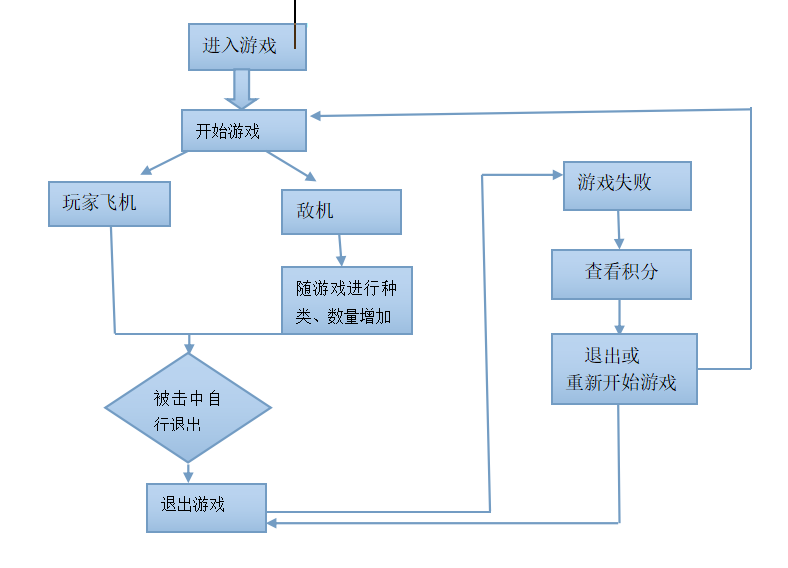 进入游戏
开始游戏
玩家飞机
敌机
随游戏进行种
类、数量增加
被击中自
行退出
退出游戏
游戏失败
查看积分
退出或
重新开始游戏